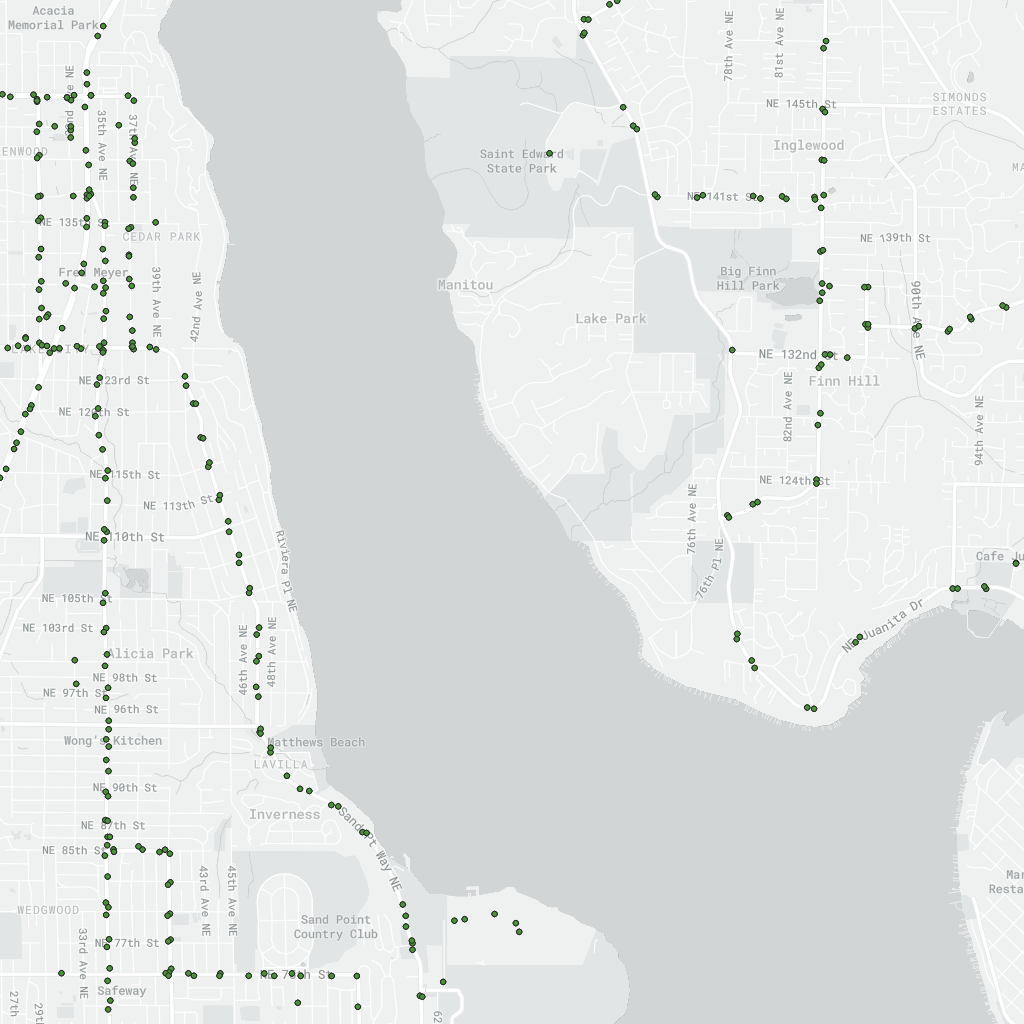 Acacia
Memorial Park
78th Ave NE
81st Ave NE
NE 145th St
SIMONDS
ESTATES
35th Ave NE
37th Ave NE
Inglewood
Saint Edward
State Park
NE 141st St
NE 135th St
CEDAR PARK
NE 139th St
Fred Meyer
39th Ave NE
42nd Ave NE
Manitou
Big Finn
Hill Park
90th Ave NE
Lake Park
NE 132nd St
NE 123rd St
Finn Hill
82nd Ave NE
NE 120th St
94th Ave NE
NE 115th St
NE 124th St
NE 113th St
76th Ave NE
NE 110th St
Riviera Pl NE
76th Pl NE
NE 105th St
NE Juanita Dr
NE 103rd St
46th Ave NE
48th Ave NE
Alicia Park
NE 98th St
NE 97th St
NE 96th St
Wong's Kitchen
Matthews Beach
LAVILLA
NE 90th St
Inverness
Sand Pt Way NE
NE 87th St
NE 85th St
43rd Ave NE
45th Ave NE
WEDGWOOD
Sand Point
Country Club
33rd Ave NE
NE 77th St
NE 75th St
Safeway
27th
29th
62